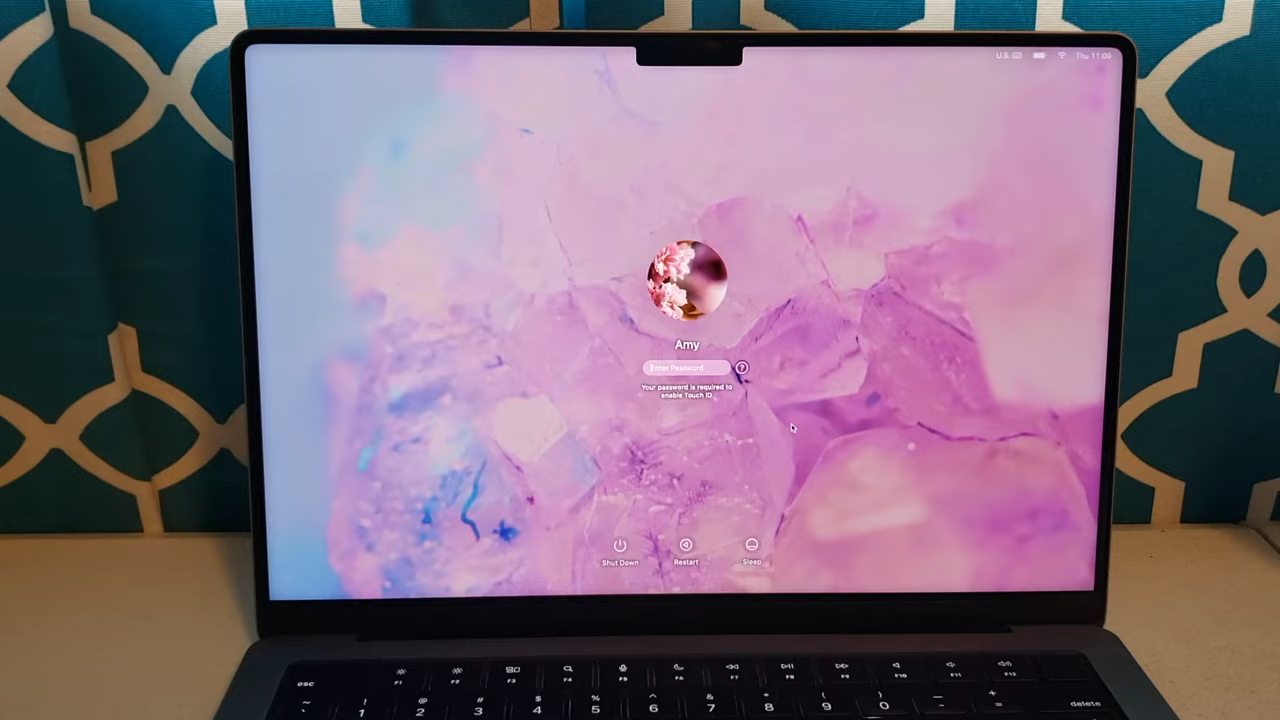 U.S. Thu 11:09
Amy
Enter Password ?
Your password is required to
enable Touch ID
Shut Down Restart Sleep
esc F1 F2 F3 F4 F5 F6 F7 F8 F9 F10 F11 F12
~ ! @ # $ % ^ & * ( ) — +
` 1 2 3 4 5 6 7 8 9 0 - = delete